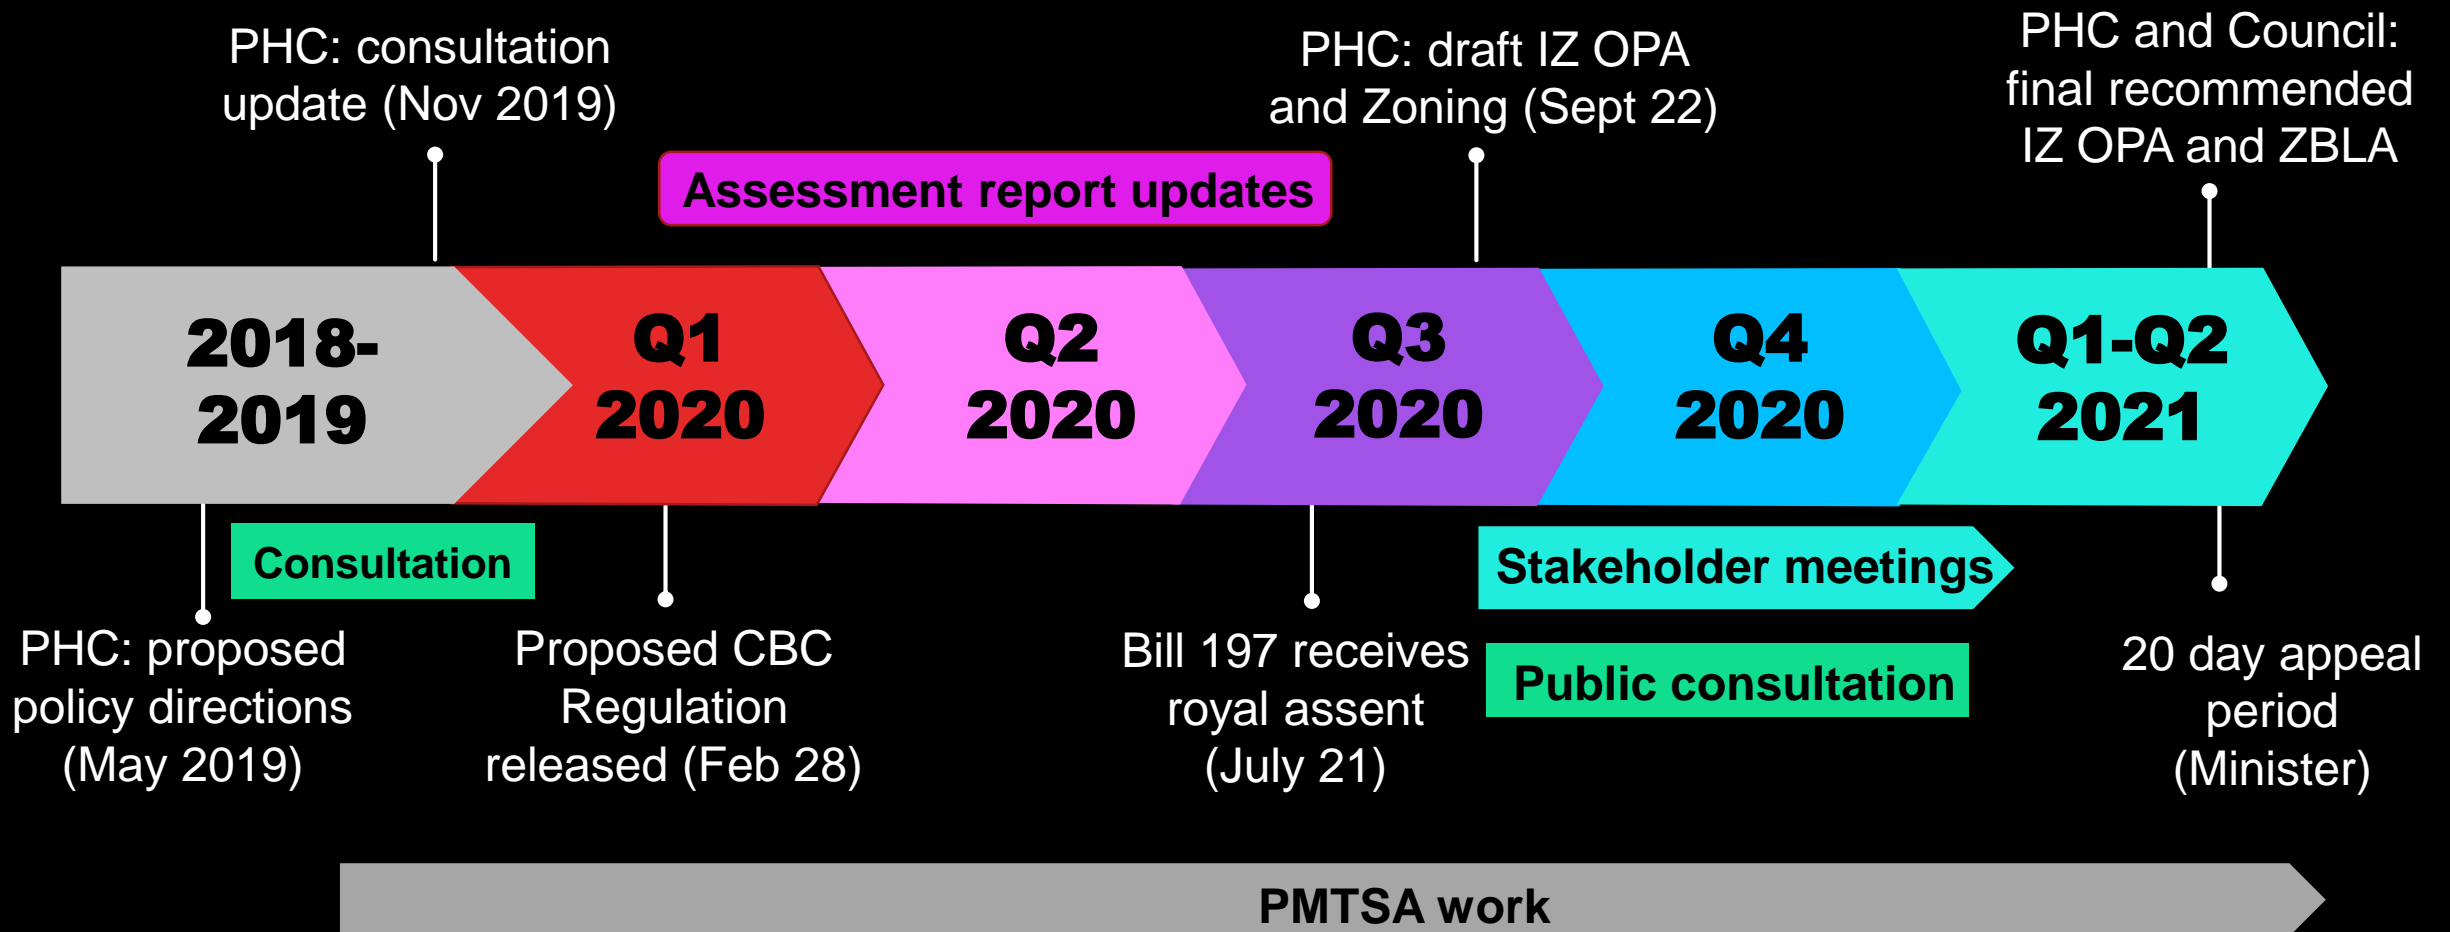 PHC: consultation
update (Nov 2019)
PHC: draft IZ OPA
and Zoning (Sept 22)
PHC and Council:
final recommended
IZ OPA and ZBLA
Assessment report updates
2018-
2019
Q1
2020
Q2
2020
Q3
2020
Q4
2020
Q1-Q2
2021
Consultation
Stakeholder meetings
Public consultation
PHC: proposed
policy directions
(May 2019)
Proposed CBC
Regulation
released (Feb 28)
Bill 197 receives
royal assent
(July 21)
20 day appeal
period
(Minister)
PMTSA work